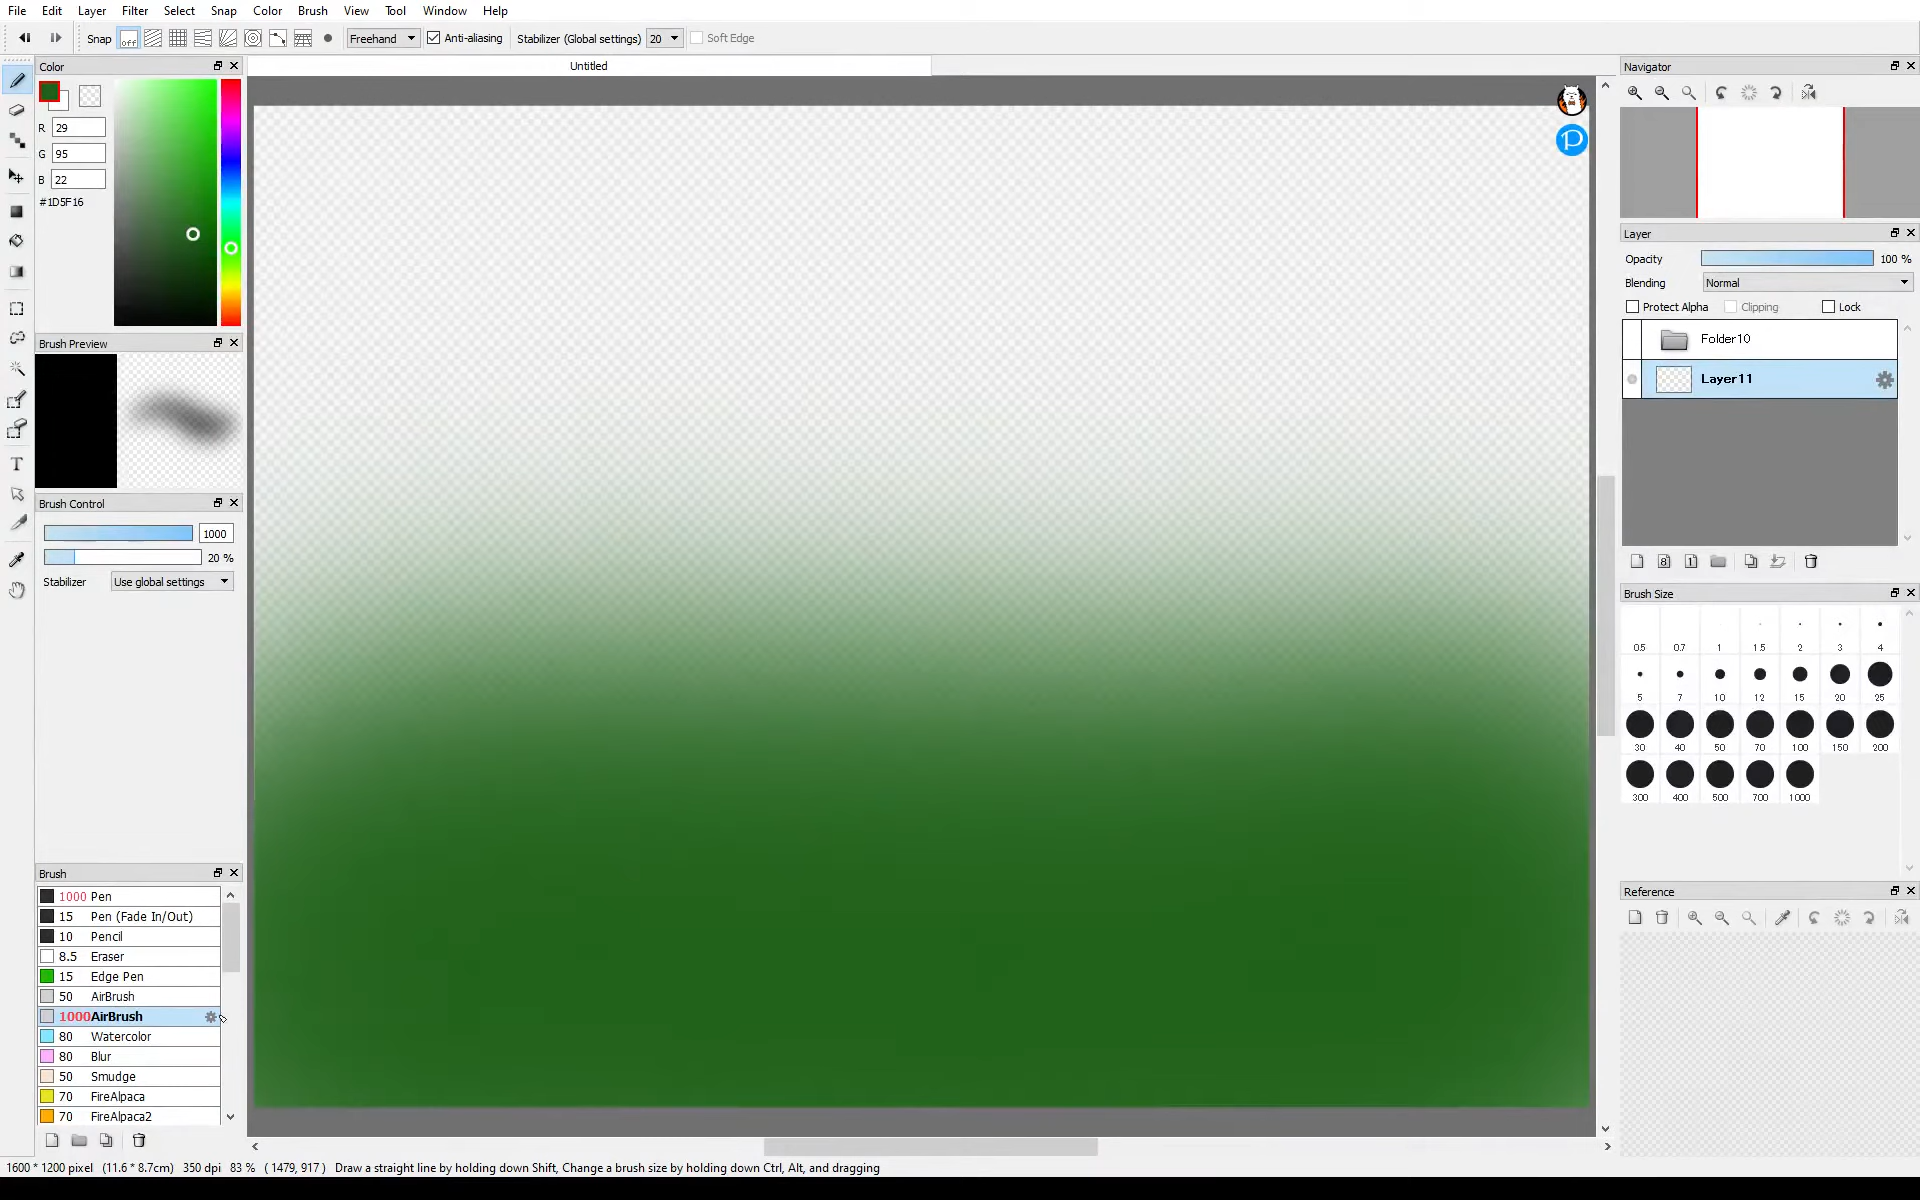 File Edit Layer Filter Select Snap Color Brush View Tool Window Help
Snap off Freehand Anti-aliasing Stabilizer (Global settings) 20 Soft Edge
Color
R 29
G 95
B 22
#1D5F16
Brush Preview
Brush Control
1000
20 %
Stabilizer Use global settings
Brush
1000 Pen
15 Pen (Fade In/Out)
10 Pencil
8.5 Eraser
15 Edge Pen
50 AirBrush
1000 AirBrush
80 Watercolor
80 Blur
50 Smudge
70 FireAlpaca
70 FireAlpaca2
Untitled
P
Navigator
Layer
Opacity 100 %
Blending Normal
Protect Alpha Clipping Lock
Folder10
Layer11
8 1
Brush Size
0.5 0.7 1 1.5 2 3 4
5 7 10 12 15 20 25
30 40 50 70 100 150 200
300 400 500 700 1000
Reference
1600 * 1200 pixel (11.6 * 8.7cm) 350 dpi 83 % ( 1479, 917 ) Draw a straight line by holding down Shift, Change a brush size by holding down Ctrl, Alt, and dragging